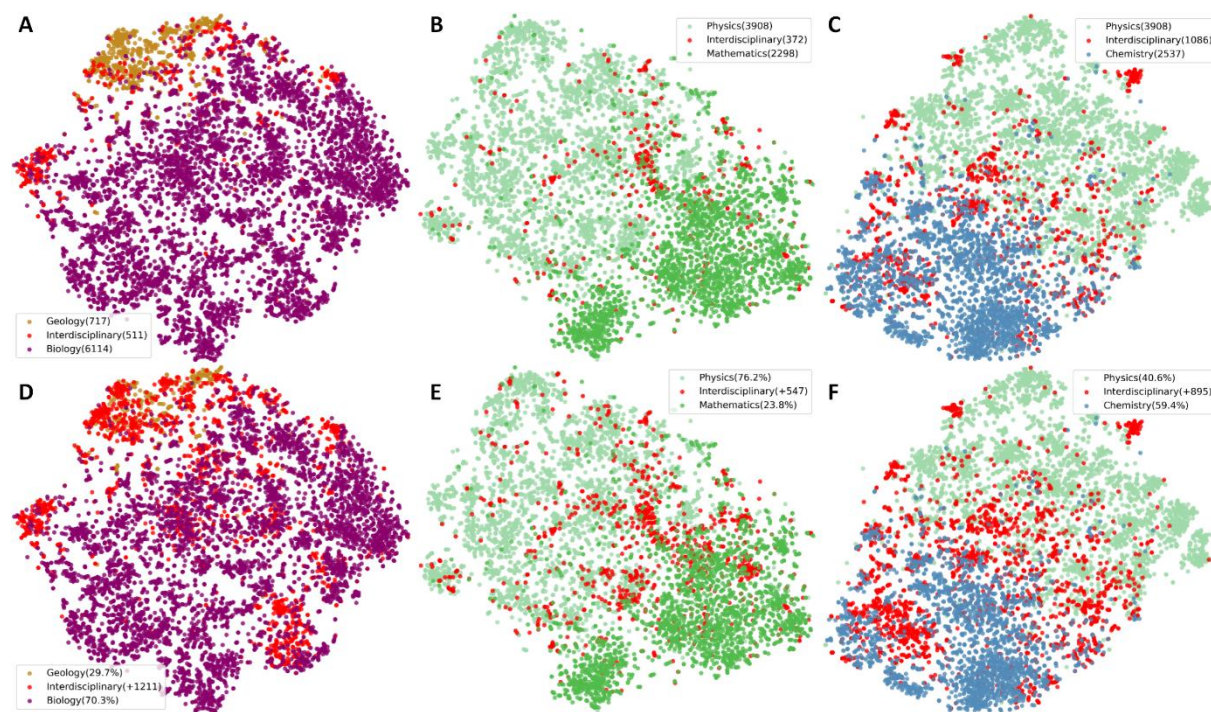 A
B
Physics(3908)
Interdisciplinary(372)
Mathematics(2298)
C
Physics(3908)
Interdisciplinary(1086)
Chemistry(2537)
Geology(717)
Interdisciplinary(511)
Biology(6114)
D
E
Physics(76.2%)
Interdisciplinary(+547)
Mathematics(23.8%)
F
Physics(40.6%)
Interdisciplinary(+895)
Chemistry(59.4%)
Geology(29.7%)
Interdisciplinary(+1211)
Biology(70.3%)